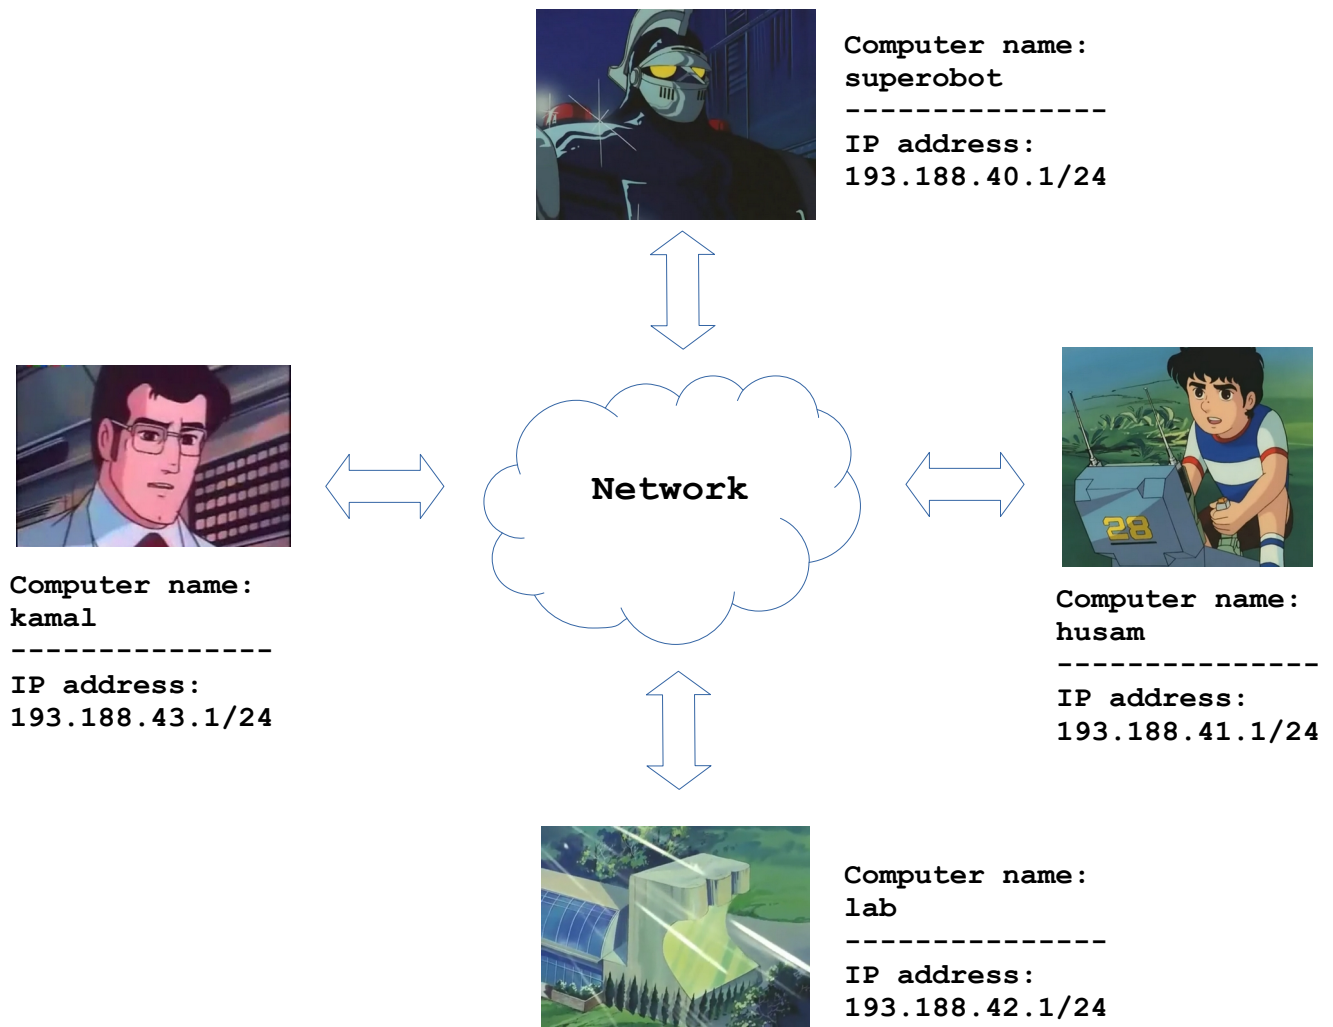 Computer name:
superobot
---------------
IP address:
193.188.40.1/24
Network
28
Computer name:
kamal
---------------
IP address:
193.188.43.1/24
Computer name:
husam
---------------
IP address:
193.188.41.1/24
Computer name:
lab
---------------
IP address:
193.188.42.1/24